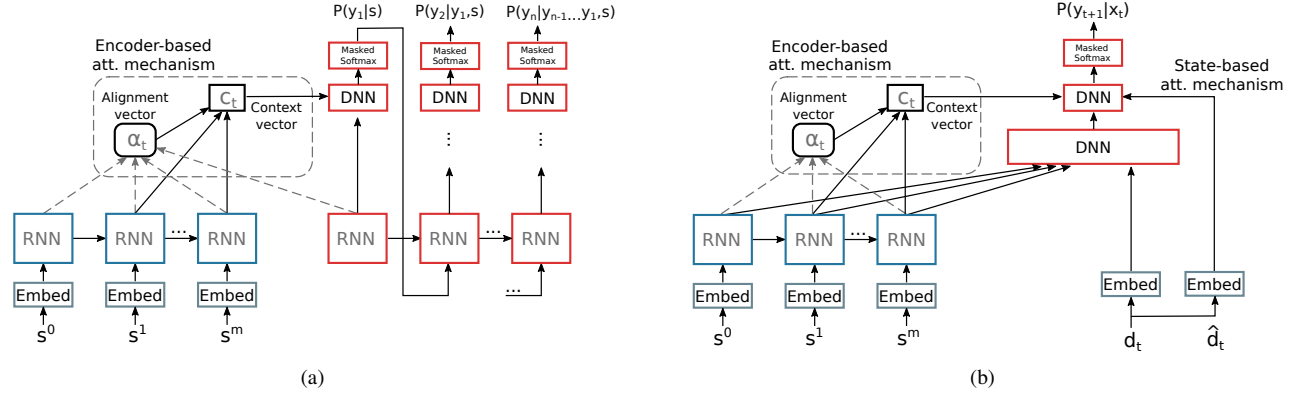 P(y₁|s)
P(y₂|y₁,s)
P(yₙ|yₙ₋₁...y₁,s)
Encoder-based
att. mechanism
Masked
Softmax
Masked
Softmax
Masked
Softmax
Alignment
vector
cₜ
Context
vector
DNN
DNN
DNN
αₜ
...
...
RNN
RNN
...
RNN
RNN
RNN
...
RNN
Embed
Embed
Embed
...
s⁰
s¹
sᵐ
(a)
P(yₜ₊₁|xₜ)
Encoder-based
att. mechanism
Masked
Softmax
State-based
att. mechanism
Alignment
vector
cₜ
Context
vector
DNN
αₜ
DNN
RNN
RNN
...
RNN
Embed
Embed
Embed
Embed
Embed
s⁰
s¹
sᵐ
dₜ
d̂ₜ
(b)